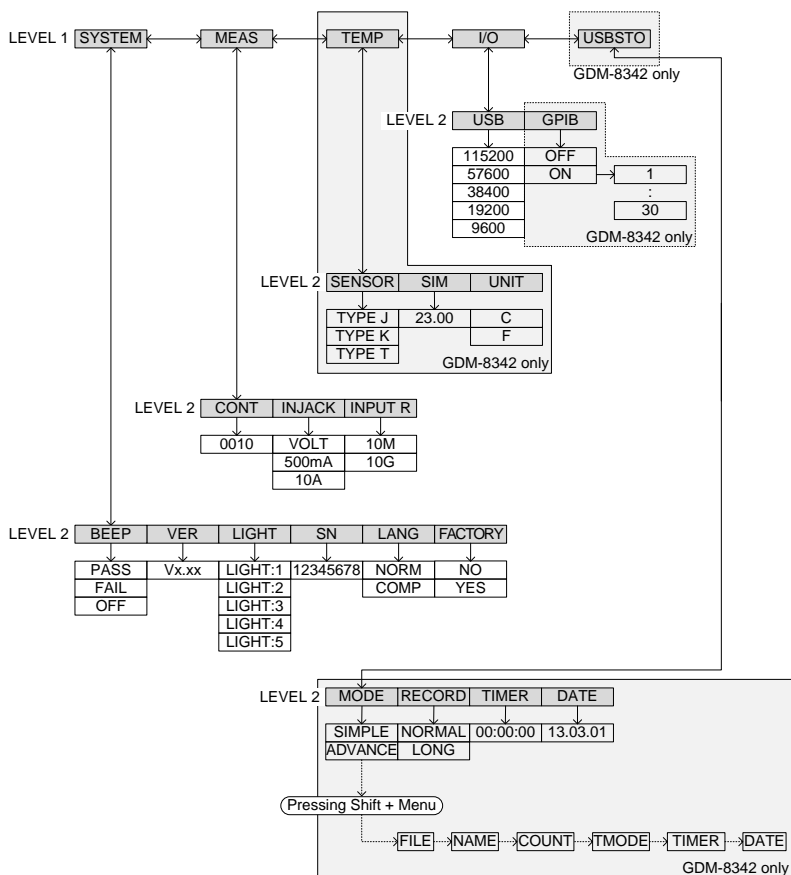 LEVEL 1 SYSTEM MEAS TEMP I/O USBSTO
GDM-8342 only
LEVEL 2 USB GPIB
115200 OFF
57600 ON 1
38400 :
19200 30
9600
GDM-8342 only
LEVEL 2 SENSOR SIM UNIT
TYPE J 23.00 C
TYPE K F
TYPE T
GDM-8342 only
LEVEL 2 CONT INJACK INPUT R
0010 VOLT 10M
500mA 10G
10A
LEVEL 2 BEEP VER LIGHT SN LANG FACTORY
PASS Vx.xx LIGHT:1 12345678 NORM NO
FAIL LIGHT:2 COMP YES
OFF LIGHT:3
LIGHT:4
LIGHT:5
LEVEL 2 MODE RECORD TIMER DATE
SIMPLE NORMAL 00:00:00 13.03.01
ADVANCE LONG
Pressing Shift + Menu
FILE NAME COUNT TMODE TIMER DATE
GDM-8342 only